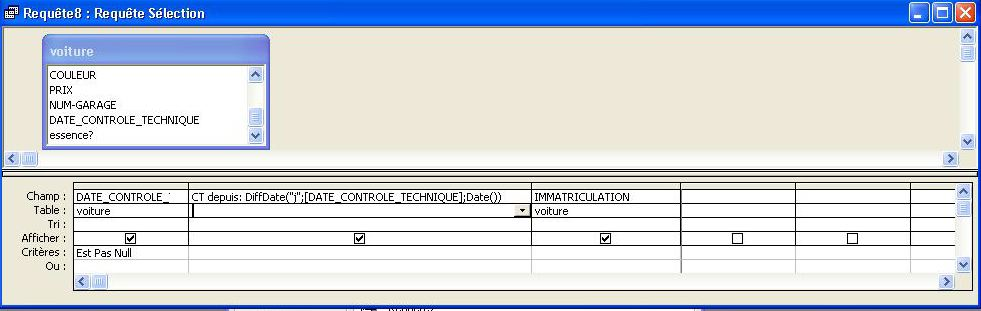 Requête8 : Requête Sélection
voiture
COULEUR
PRIX
NUM-GARAGE
DATE_CONTROLE_TECHNIQUE
essence?
Champ : DATE_CONTROLE_ CT depuis: DiffDate("j";[DATE_CONTROLE_TECHNIQUE];Date()) IMMATRICULATION
Table : voiture voiture
Tri :
Afficher :
Critères : Est Pas Null
Ou :